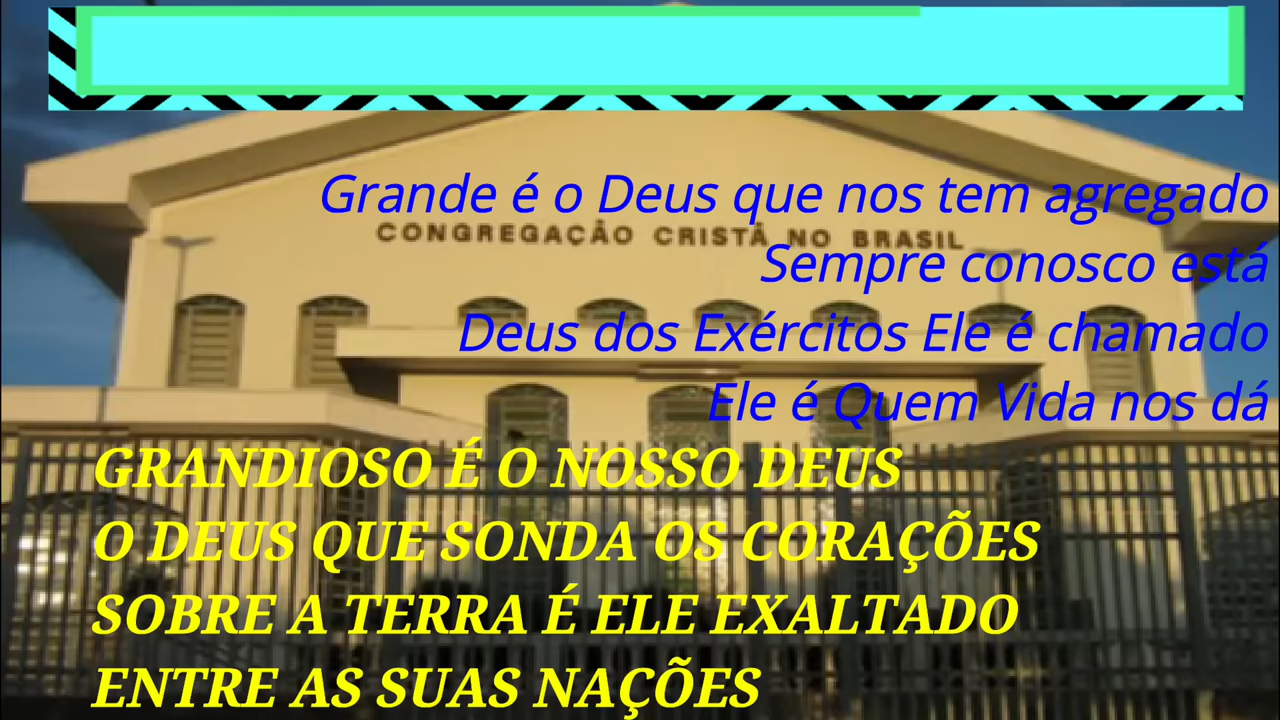 Grande é o Deus que nos tem agregado
CONGREGAÇÃO CRISTÃ NO BRASIL
Sempre conosco está
Deus dos Exércitos Ele é chamado
Ele é Quem Vida nos dá
GRANDIOSO É O NOSSO DEUS
O DEUS QUE SONDA OS CORAÇÕES
SOBRE A TERRA É ELE EXALTADO
ENTRE AS SUAS NAÇÕES